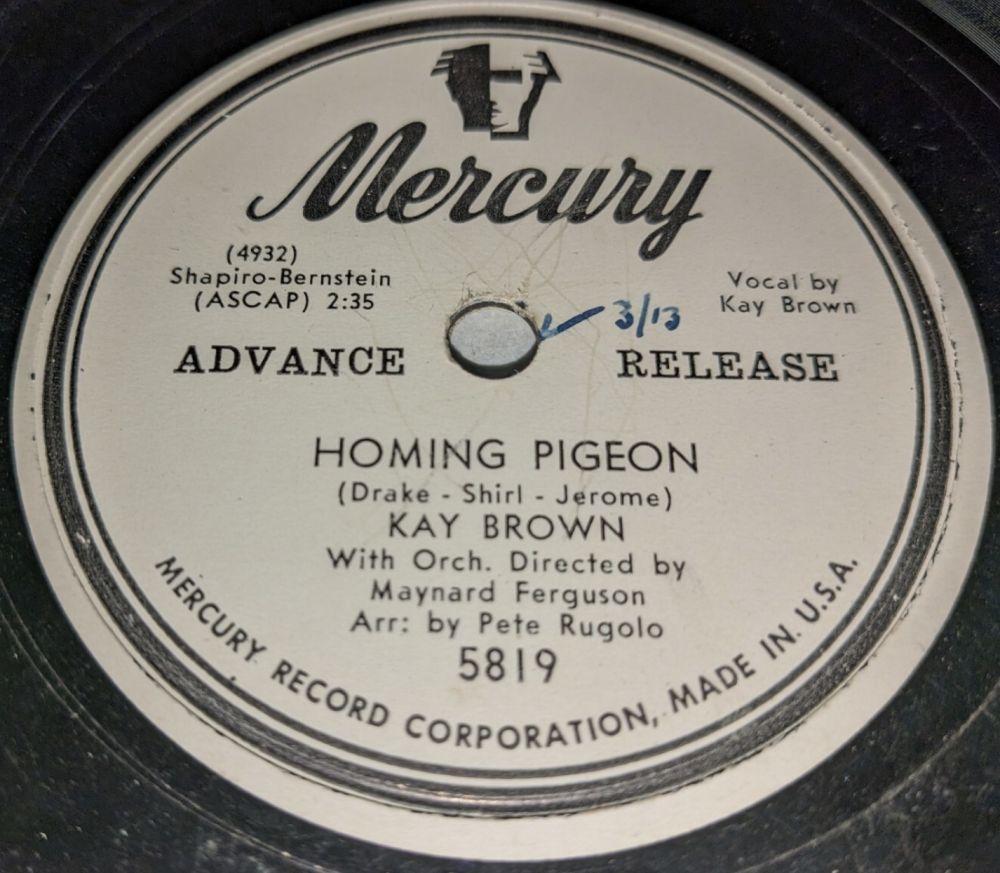 Mercury
(4932)
Shapiro-Bernstein
(ASCAP) 2:35
Vocal by
Kay Brown
3/13
ADVANCE RELEASE
HOMING PIGEON
(Drake - Shirl - Jerome)
KAY BROWN
With Orch. Directed by
Maynard Ferguson
Arr: by Pete Rugolo
5819
MERCURY RECORD CORPORATION, MADE IN U.S.A.